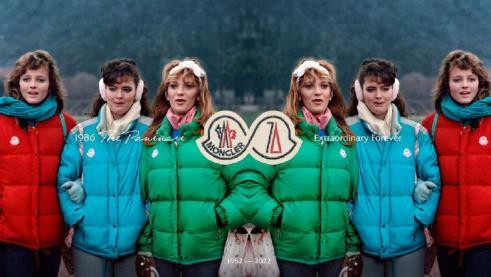 1986 The Paninari
Extraordinary Forever
MONCLER
1952 — 2022